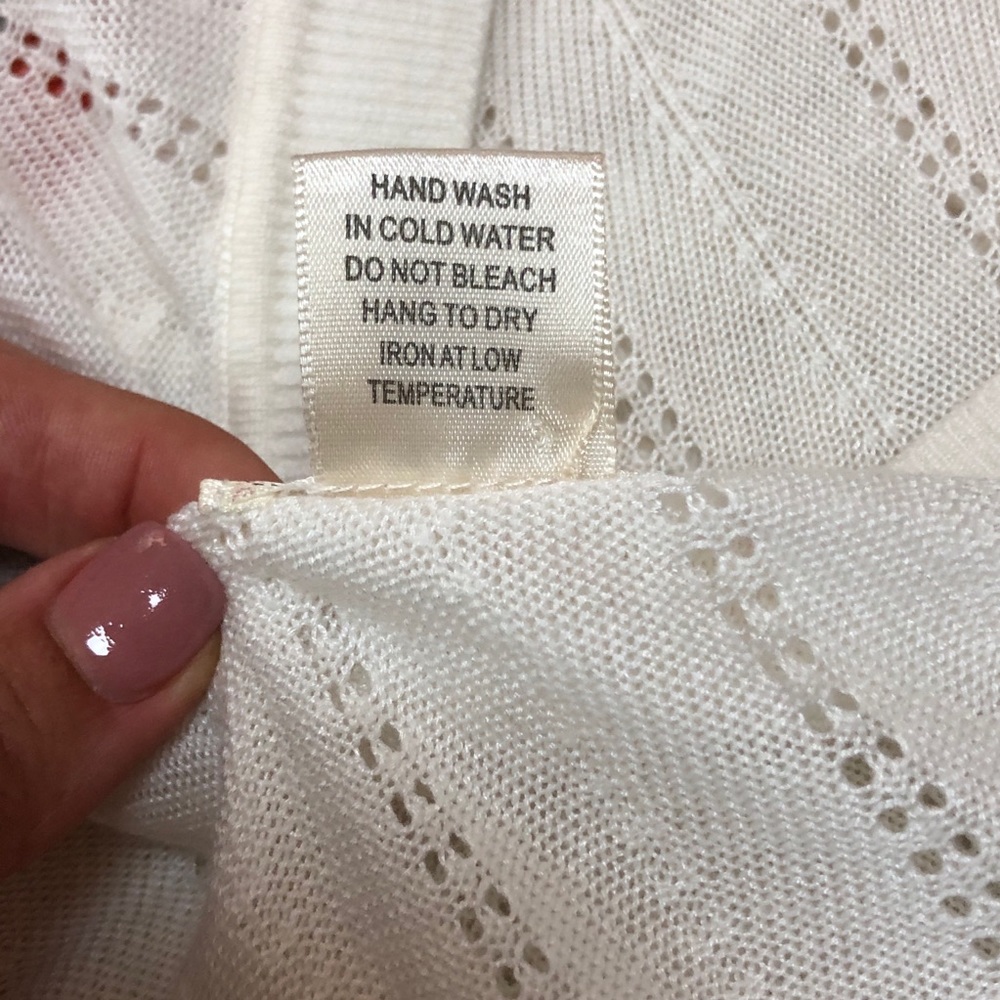 HAND WASH
IN COLD WATER
DO NOT BLEACH
HANG TO DRY
IRON AT LOW
TEMPERATURE